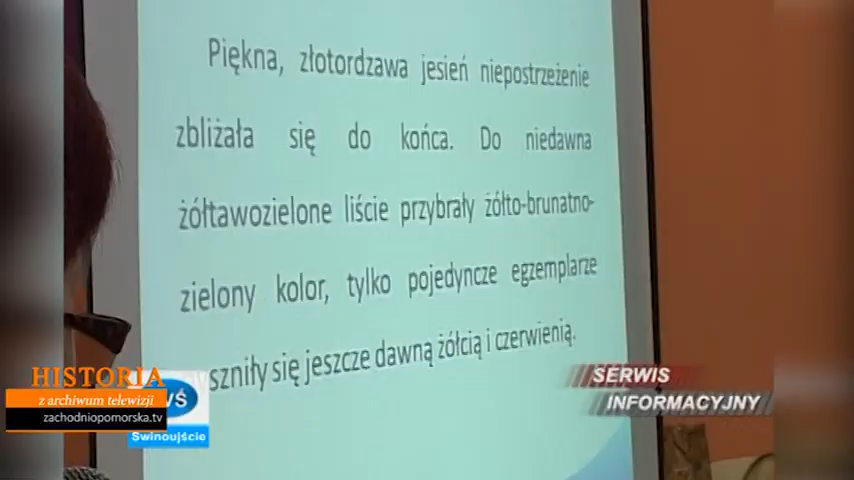 Piękna, złotordzawa jesień niepostrzeżenie
zbliżała się do końca. Do niedawna
żółtawozielone liście przybrały żółto-brunatno-
zielony kolor, tylko pojedyncze egzemplarze
się jeszcze dawną żółcią i czerwienią.
HISTORIA
z archiwum telewizji
zachodniopomorska.tv
Świnoujście
SERWIS
INFORMACYJNY